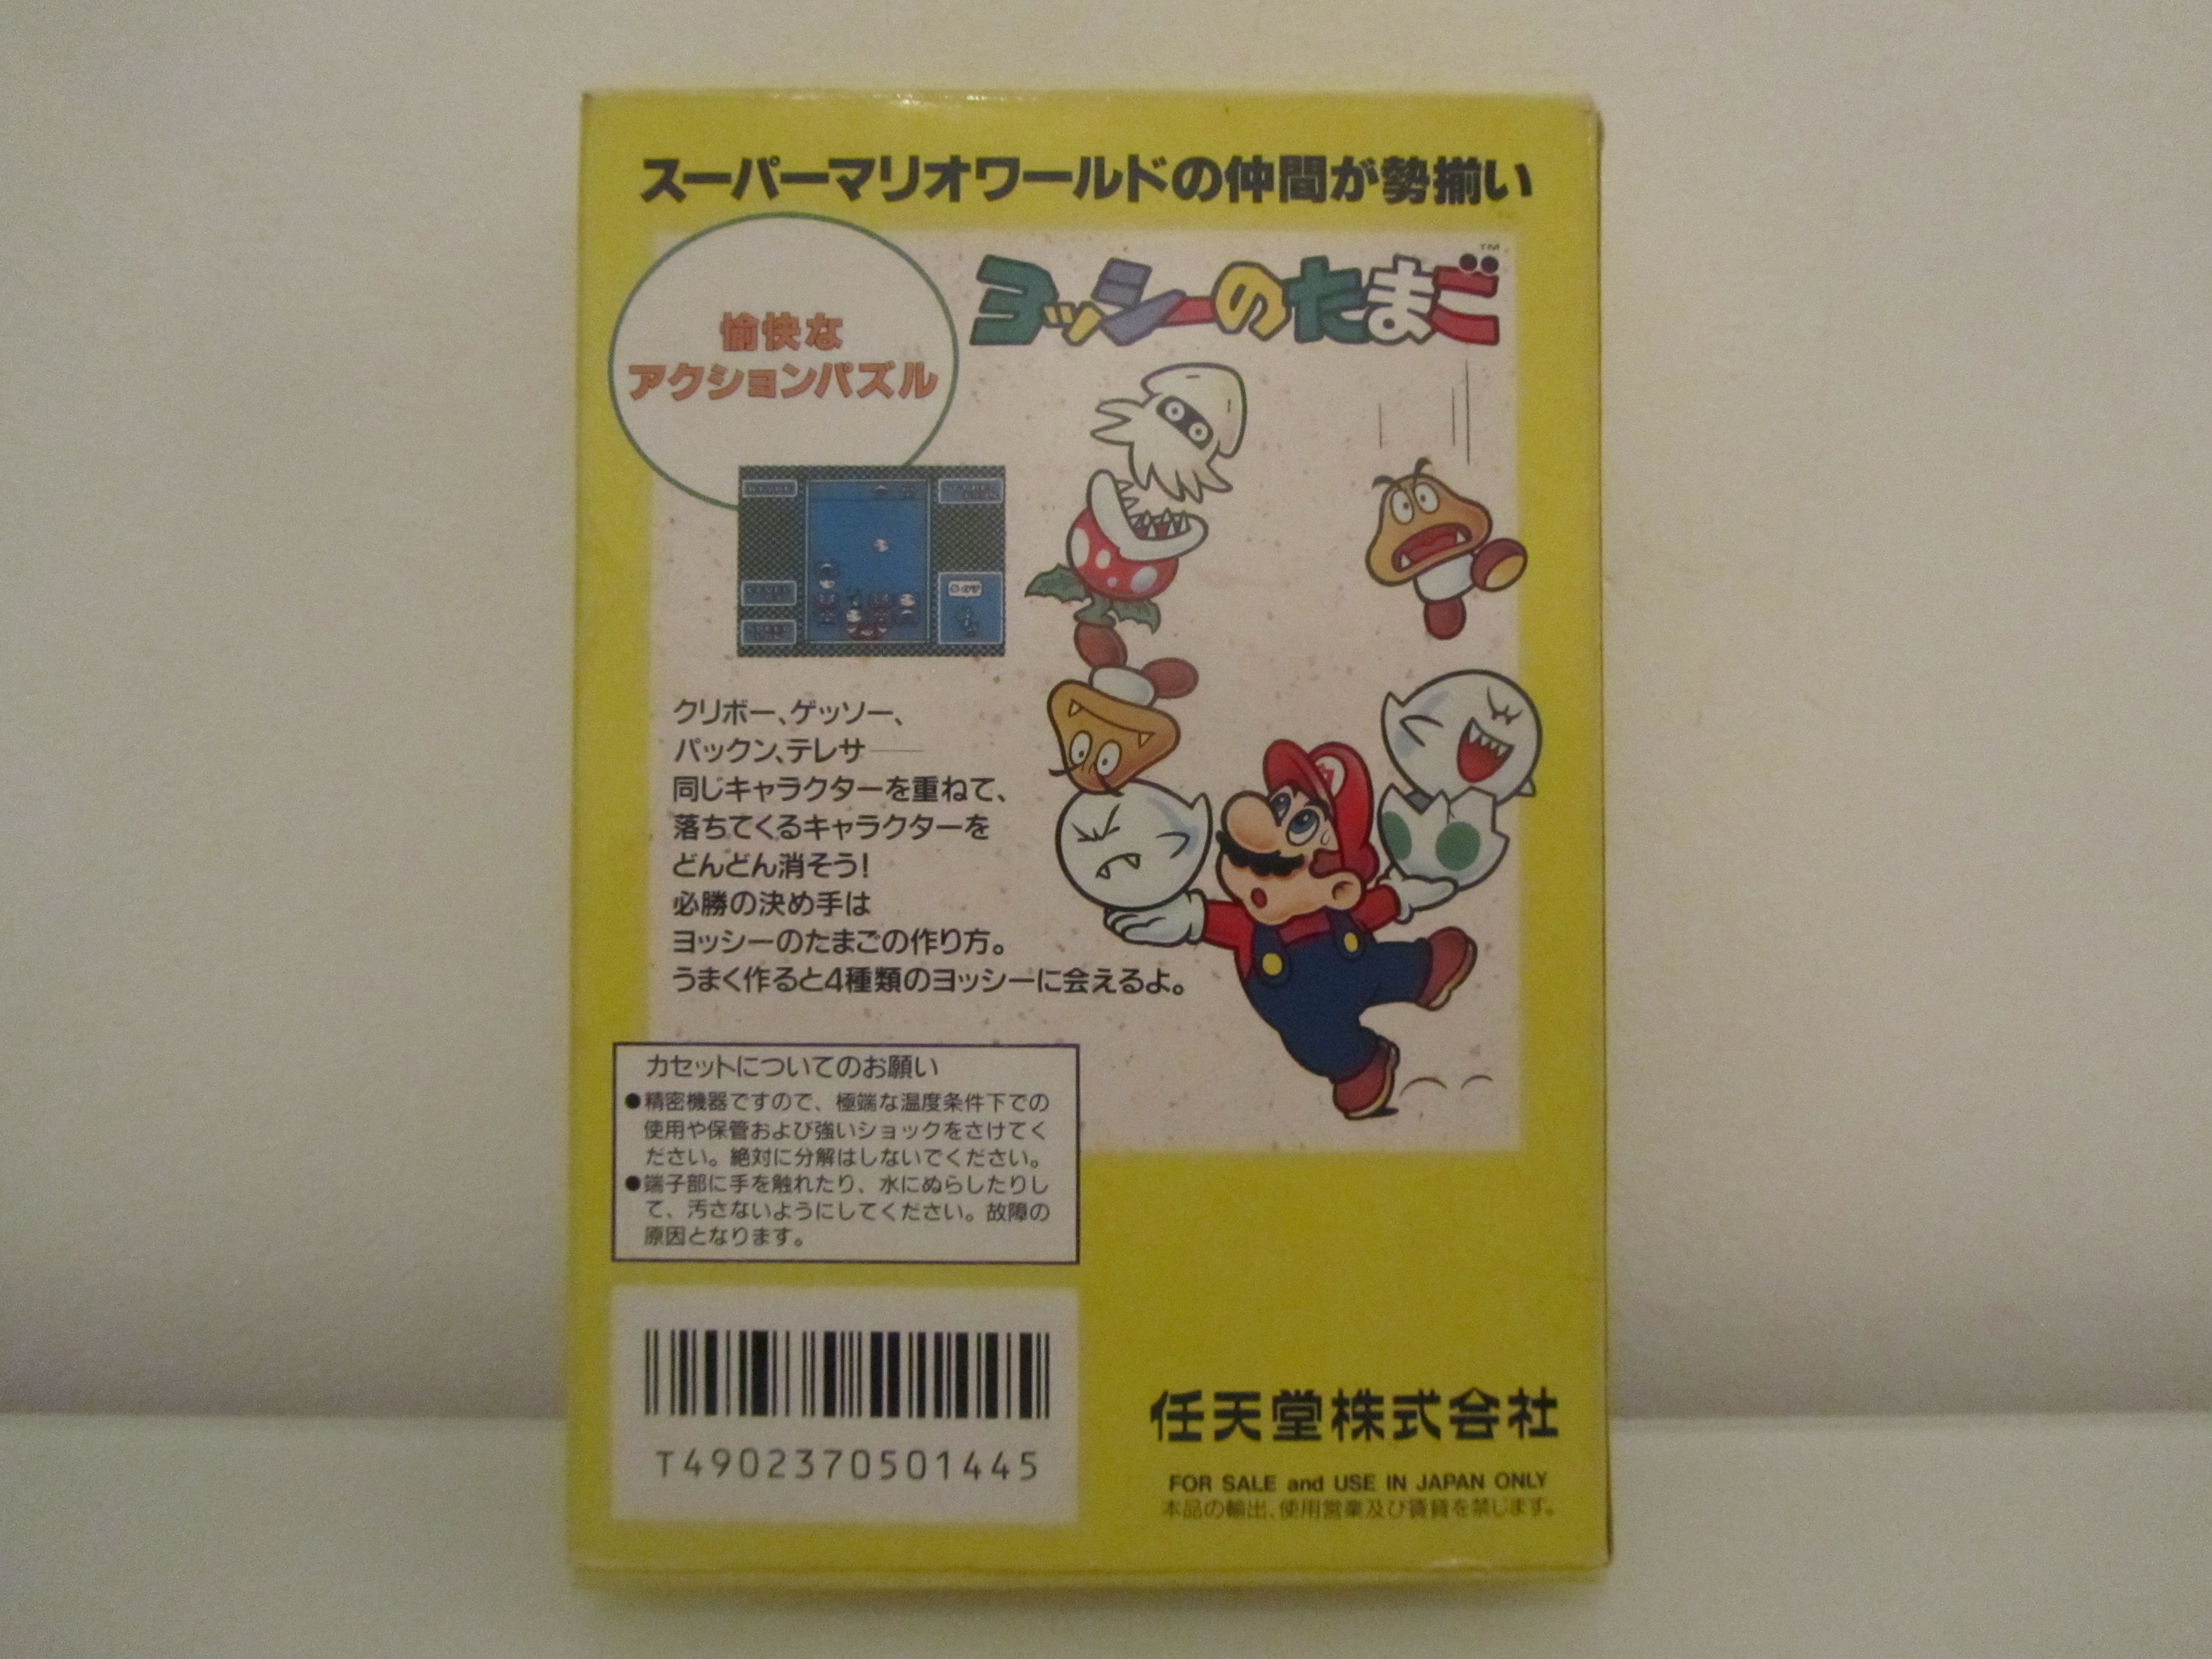 スーパーマリオワールドの仲間が勢揃い
愉快な
アクションパズル
ヨッシーのたまご™
クリボー、ゲッソー、
パックン、テレサ──
同じキャラクターを重ねて、
落ちてくるキャラクターを
どんどん消そう!
必勝の決め手は
ヨッシーのたまごの作り方。
うまく作ると4種類のヨッシーに会えるよ。
カセットについてのお願い
●精密機器ですので、極端な温度条件下での
使用や保管および強いショックをさけてく
ださい。絶対に分解はしないでください。
●端子部に手を触れたり、水にぬらしたりし
て、汚さないようにしてください。故障の
原因となります。
T4902370501445
任天堂株式会社
FOR SALE and USE IN JAPAN ONLY
本品の輸出、使用営業及び賃貸を禁じます。